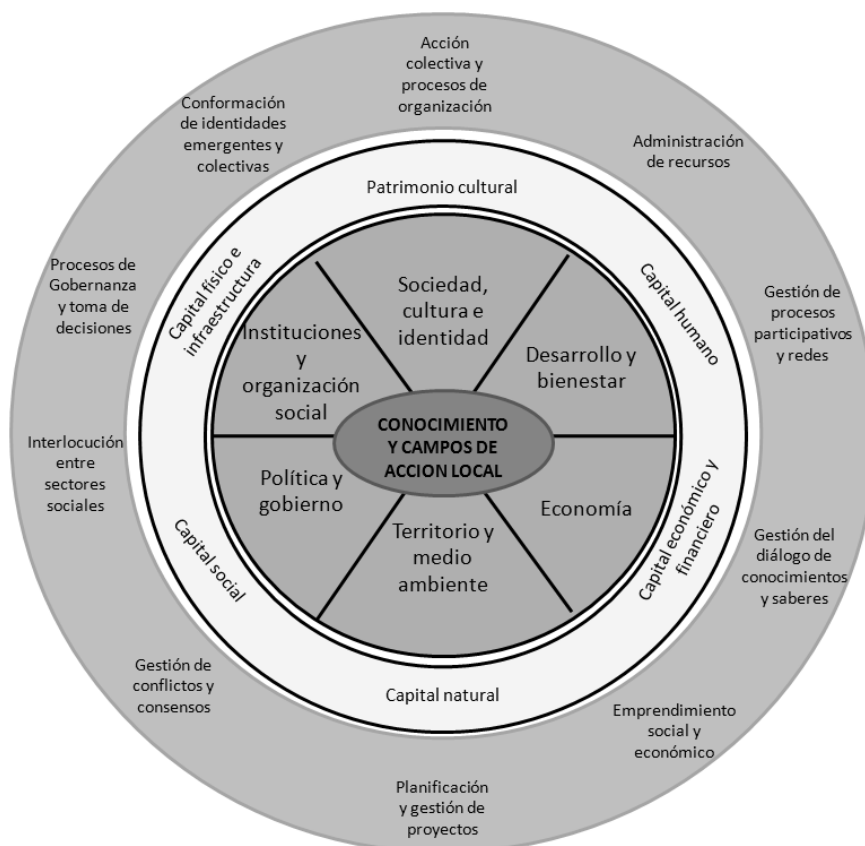 Acción
colectiva y
procesos de
organización
Administración
de recursos
Gestión de
procesos
participativos
y redes
Gestión del
diálogo de
conocimientos
y saberes
Emprendimiento
social y
económico
Planificación
y gestión de
proyectos
Gestión de
conflictos y
consensos
Interlocución
entre
sectores
sociales
Procesos de
Gobernanza
y toma de
decisiones
Conformación
de identidades
emergentes y
colectivas
Patrimonio cultural
Capital humano
Capital económico y
financiero
Capital natural
Capital social
Capital físico e
infraestructura
Sociedad,
cultura e
identidad
Desarrollo y
bienestar
Economía
Territorio y
medio
ambiente
Política y
gobierno
Instituciones
y
organización
social
CONOCIMIENTO
Y CAMPOS DE
ACCION LOCAL